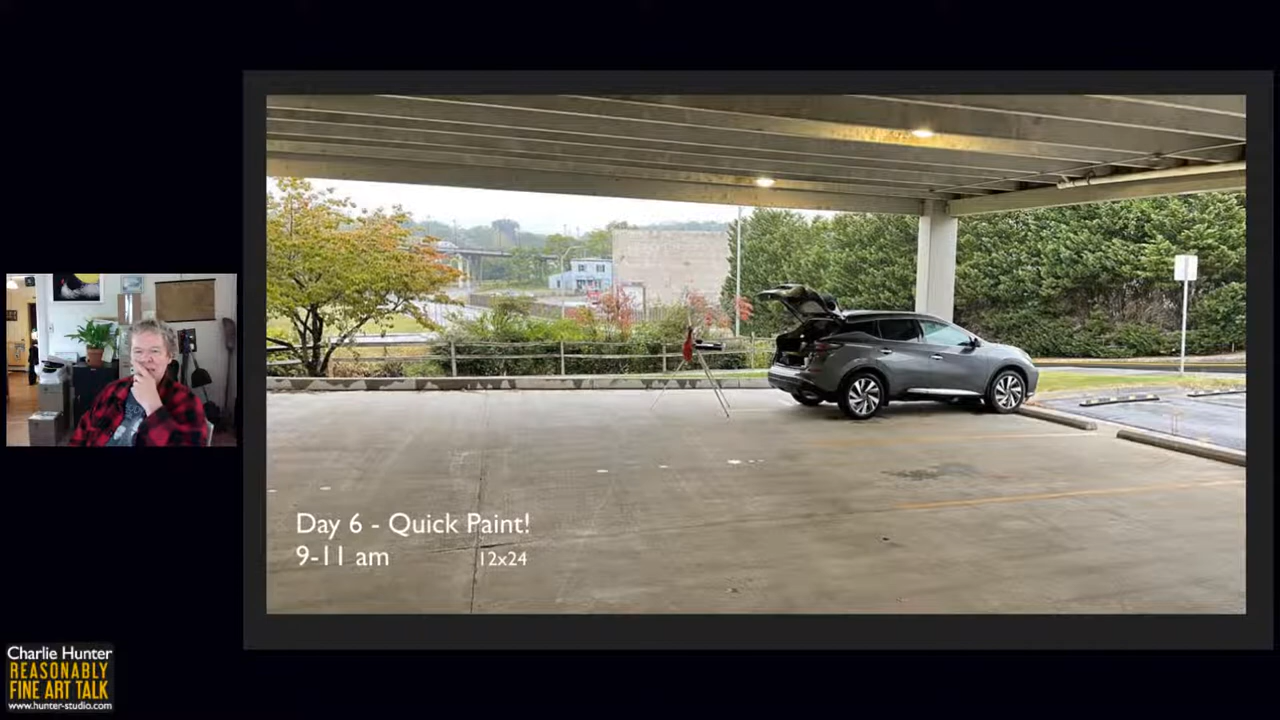 Day 6 - Quick Paint!
9-11 am 12x24
Charlie Hunter
REASONABLY
FINE ART TALK
www.hunter-studio.com